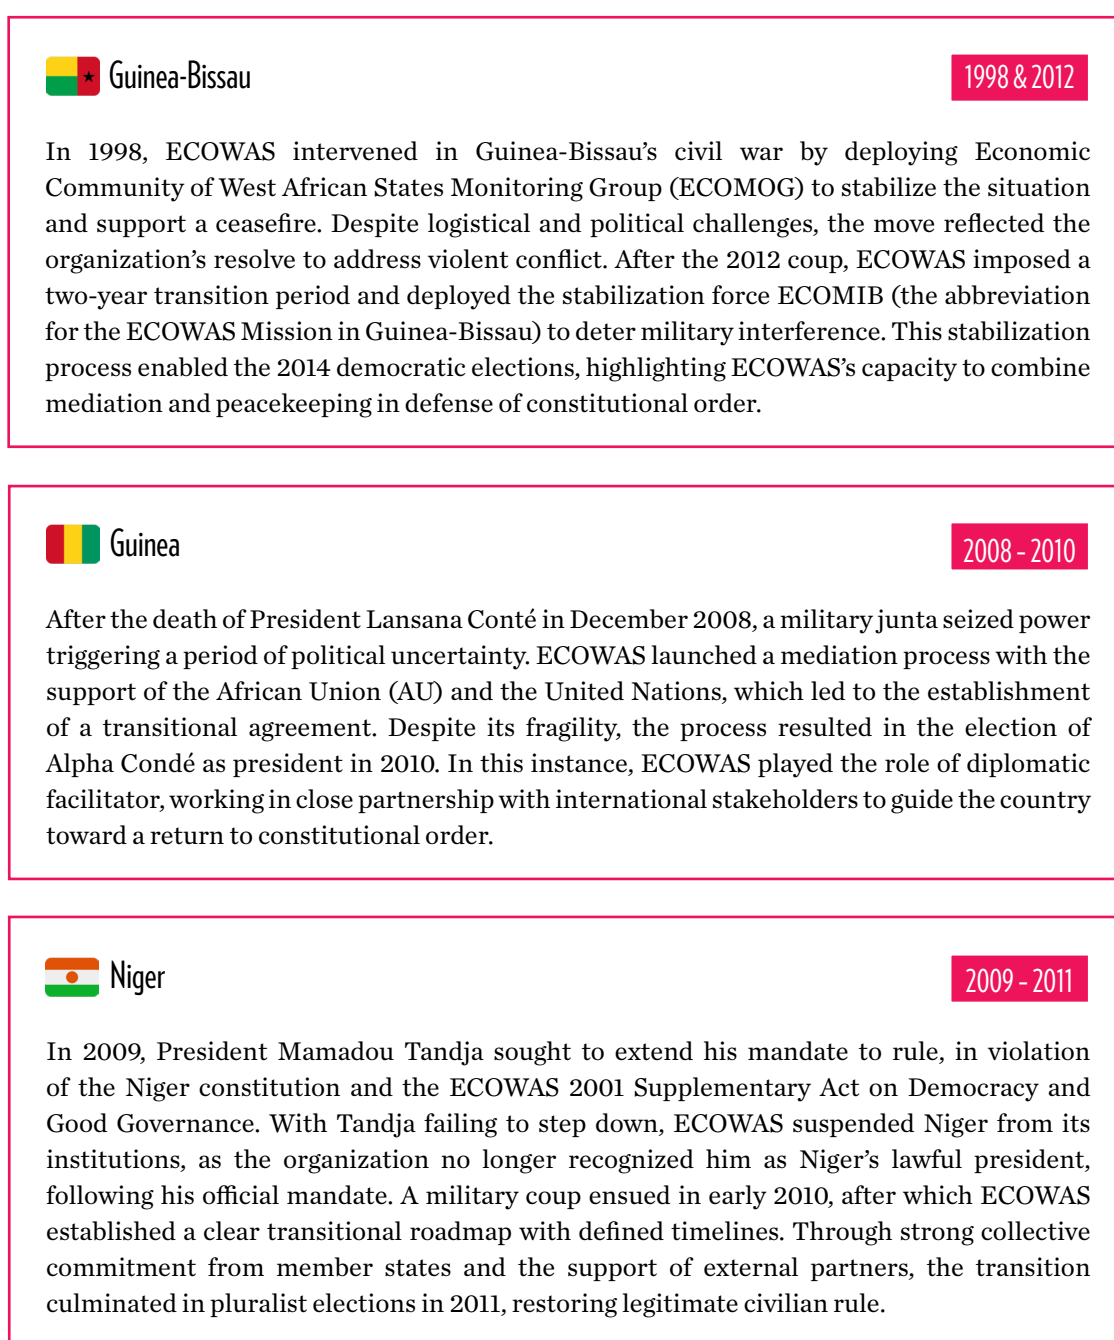 Guinea-Bissau
1998 & 2012
In 1998, ECOWAS intervened in Guinea-Bissau’s civil war by deploying Economic
Community of West African States Monitoring Group (ECOMOG) to stabilize the situation
and support a ceasefire. Despite logistical and political challenges, the move reflected the
organization’s resolve to address violent conflict. After the 2012 coup, ECOWAS imposed a
two-year transition period and deployed the stabilization force ECOMIB (the abbreviation
for the ECOWAS Mission in Guinea-Bissau) to deter military interference. This stabilization
process enabled the 2014 democratic elections, highlighting ECOWAS’s capacity to combine
mediation and peacekeeping in defense of constitutional order.
Guinea
2008 – 2010
After the death of President Lansana Conté in December 2008, a military junta seized power
triggering a period of political uncertainty. ECOWAS launched a mediation process with the
support of the African Union (AU) and the United Nations, which led to the establishment
of a transitional agreement. Despite its fragility, the process resulted in the election of
Alpha Condé as president in 2010. In this instance, ECOWAS played the role of diplomatic
facilitator, working in close partnership with international stakeholders to guide the country
toward a return to constitutional order.
Niger
2009 – 2011
In 2009, President Mamadou Tandja sought to extend his mandate to rule, in violation
of the Niger constitution and the ECOWAS 2001 Supplementary Act on Democracy and
Good Governance. With Tandja failing to step down, ECOWAS suspended Niger from its
institutions, as the organization no longer recognized him as Niger’s lawful president,
following his official mandate. A military coup ensued in early 2010, after which ECOWAS
established a clear transitional roadmap with defined timelines. Through strong collective
commitment from member states and the support of external partners, the transition
culminated in pluralist elections in 2011, restoring legitimate civilian rule.